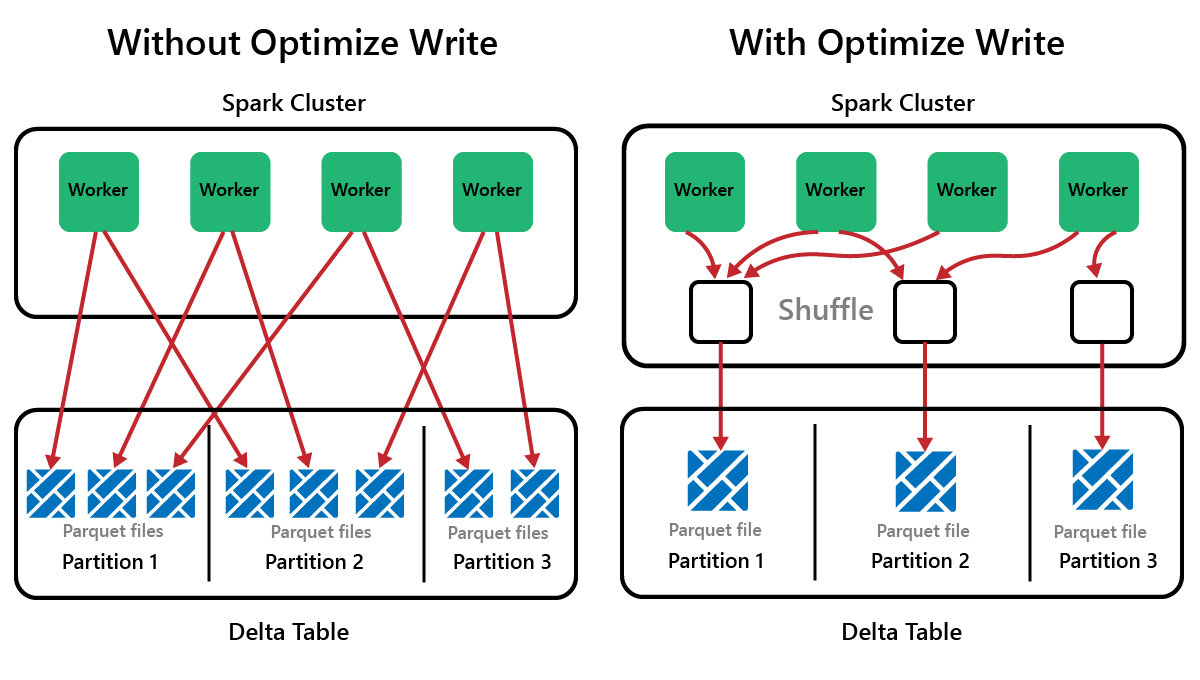 Without Optimize Write
Spark Cluster
Worker
Worker
Worker
Worker
Parquet files
Parquet files
Parquet files
Partition 1
Partition 2
Partition 3
Delta Table
With Optimize Write
Spark Cluster
Worker
Worker
Worker
Worker
Shuffle
Parquet file
Parquet file
Parquet file
Partition 1
Partition 2
Partition 3
Delta Table